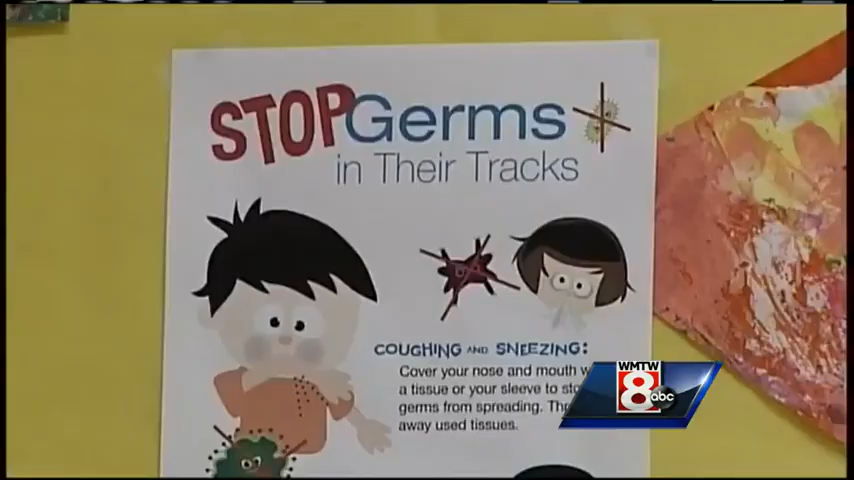 STOP Germs
in Their Tracks
COUGHING AND SNEEZING:
Cover your nose and mouth
a tissue or your sleeve to
germs from spreading.
away used tissues.
WMTW
8
abc